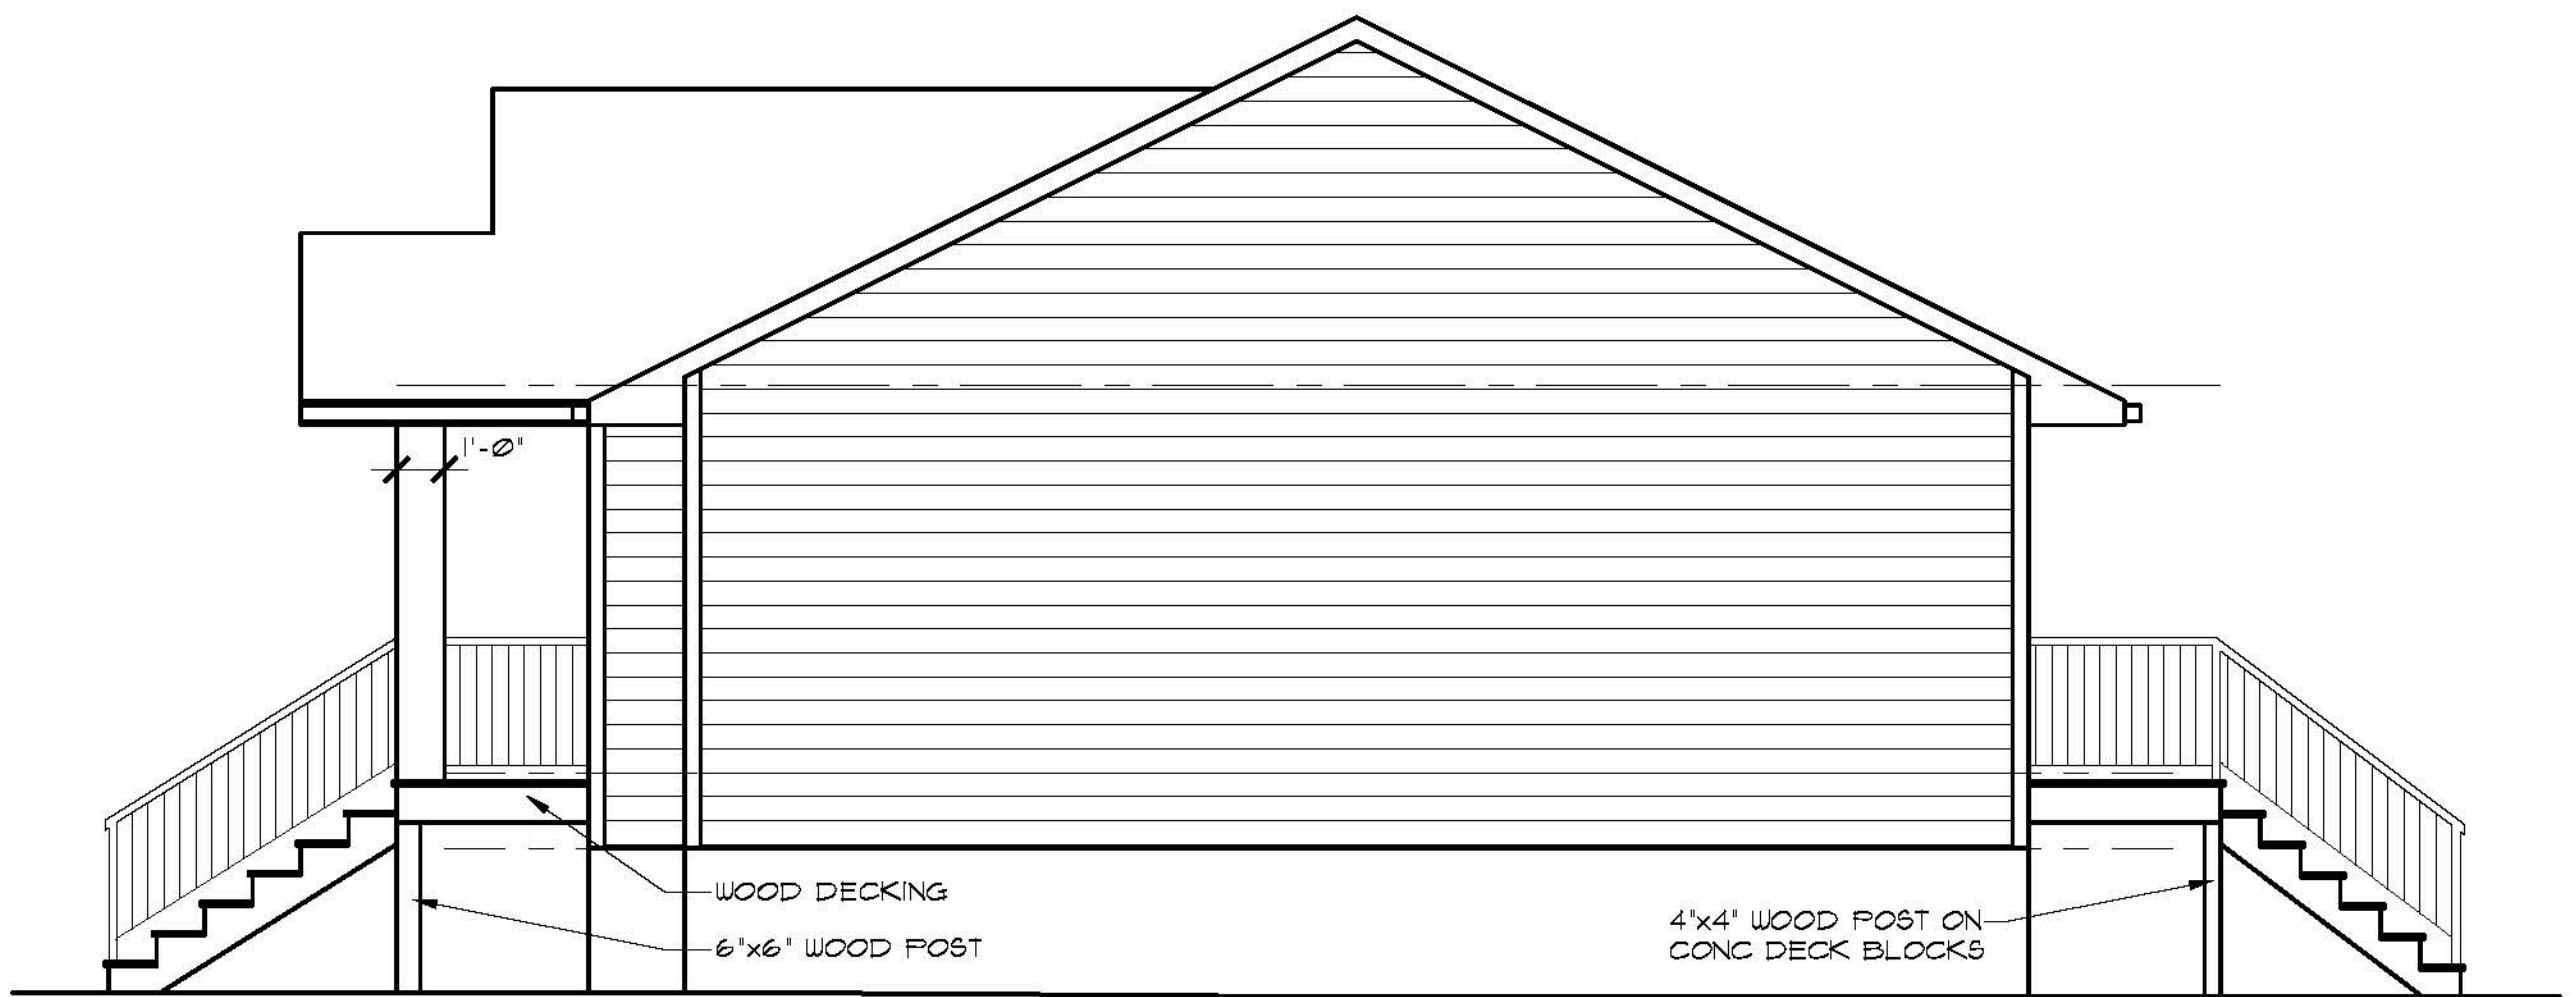 1'-0"
WOOD DECKING
6"x6" WOOD POST
4"x4" WOOD POST ON
CONC DECK BLOCKS